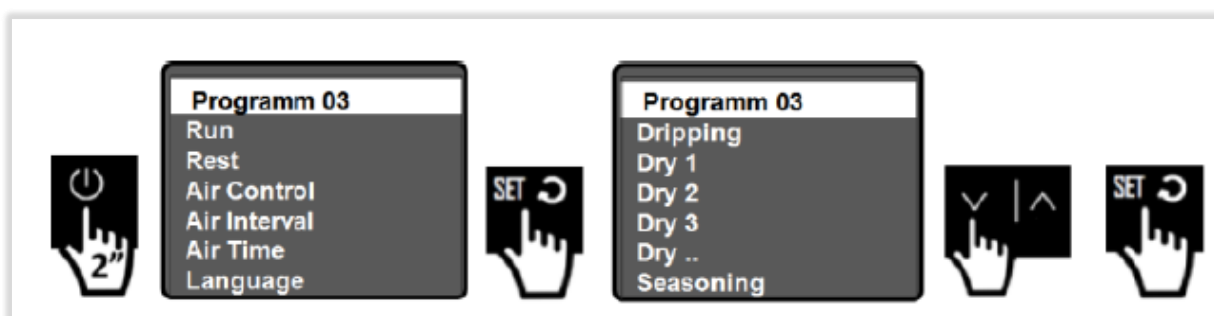 2”
Programm 03
Run
Rest
Air Control
Air Interval
Air Time
Language
SET
Programm 03
Dripping
Dry 1
Dry 2
Dry 3
Dry ..
Seasoning
SET